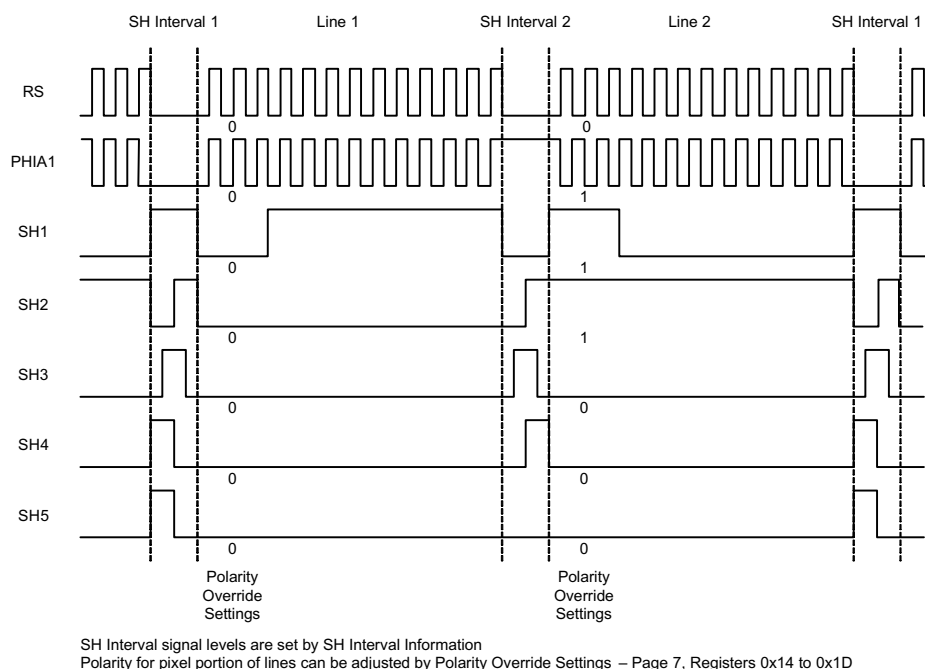 SH Interval 1 Line 1 SH Interval 2 Line 2 SH Interval 1
RS
0 0
PHIA1
0 1
SH1
0 1
SH2
0 1
SH3
0 0
SH4
0 0
SH5
0 0
Polarity Override Settings
Polarity Override Settings
SH Interval signal levels are set by SH Interval Information
Polarity for pixel portion of lines can be adjusted by Polarity Override Settings – Page 7, Registers 0x14 to 0x1D